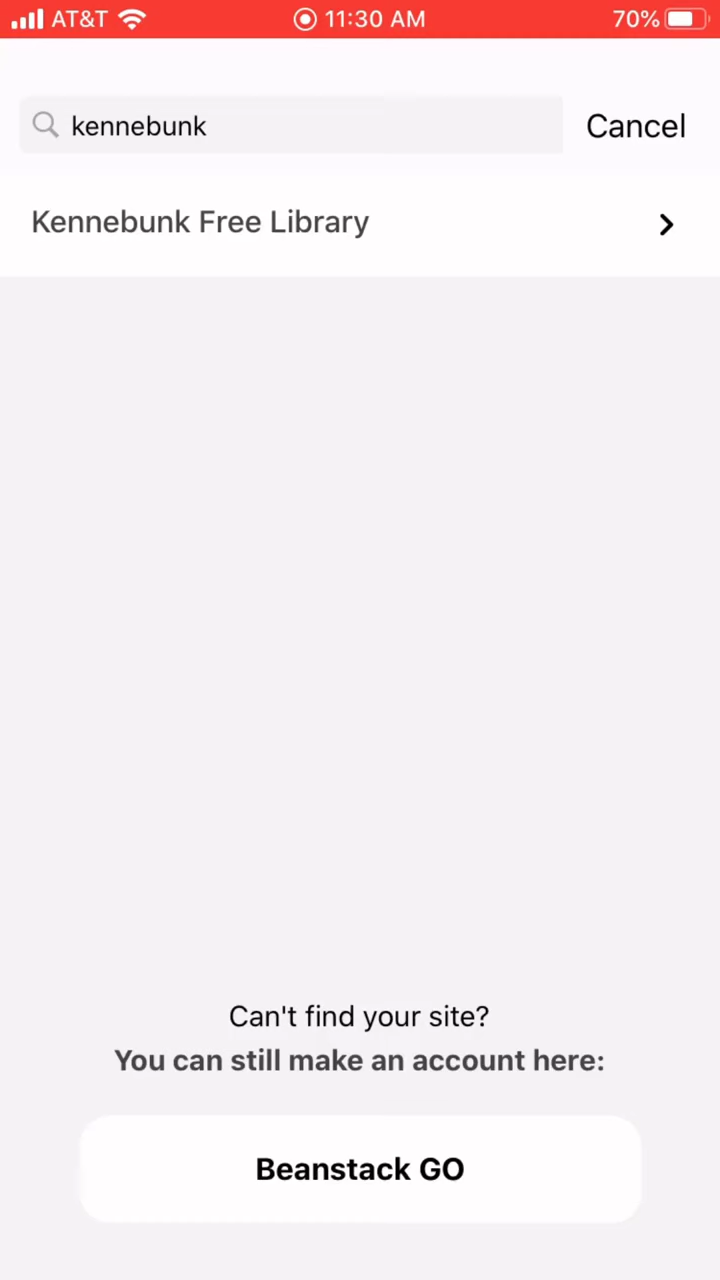 AT&T 11:30 AM 70%
kennebunk Cancel
Kennebunk Free Library
Can't find your site?
You can still make an account here:
Beanstack GO